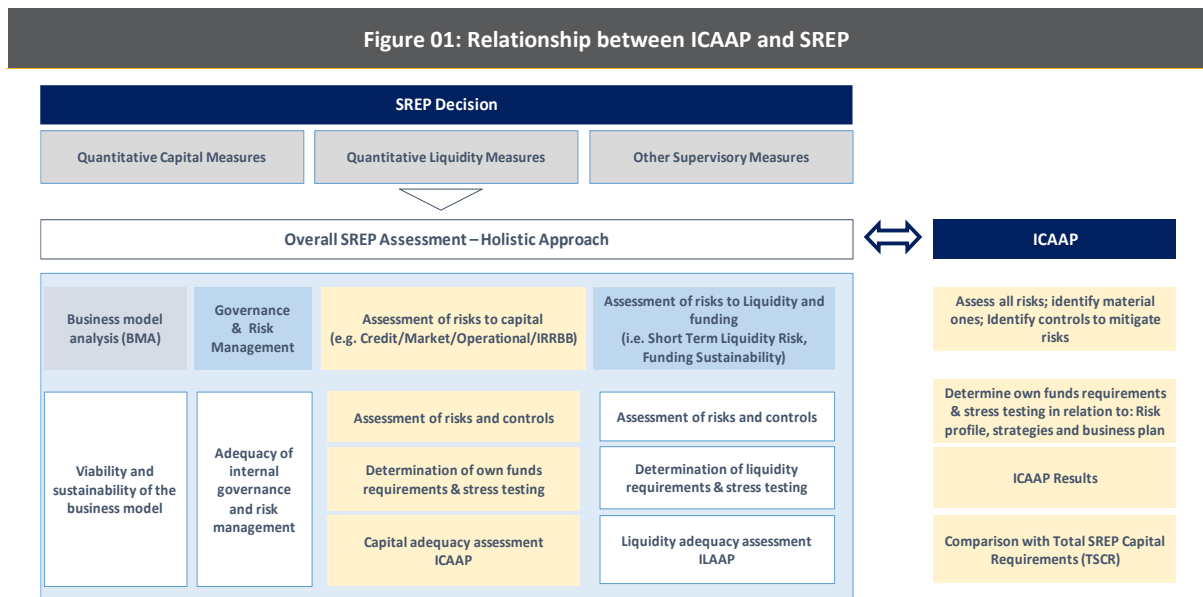 Figure 01: Relationship between ICAAP and SREP
SREP Decision
Quantitative Capital Measures
Quantitative Liquidity Measures
Other Supervisory Measures
Overall SREP Assessment – Holistic Approach
ICAAP
Business model
analysis (BMA)
Governance
& Risk
Management
Assessment of risks to capital
(e.g. Credit/Market/Operational/IRRBB)
Assessment of risks to Liquidity and
funding
(i.e. Short Term Liquidity Risk,
Funding Sustainability)
Assess all risks; identify material
ones; Identify controls to mitigate
risks
Viability and
sustainability of the
business model
Adequacy of
internal
governance
and risk
management
Assessment of risks and controls
Determination of own funds
requirements & stress testing
Capital adequacy assessment
ICAAP
Assessment of risks and controls
Determination of liquidity
requirements & stress testing
Liquidity adequacy assessment
ILAAP
Determine own funds requirements
& stress testing in relation to: Risk
profile, strategies and business plan
ICAAP Results
Comparison with Total SREP Capital
Requirements (TSCR)